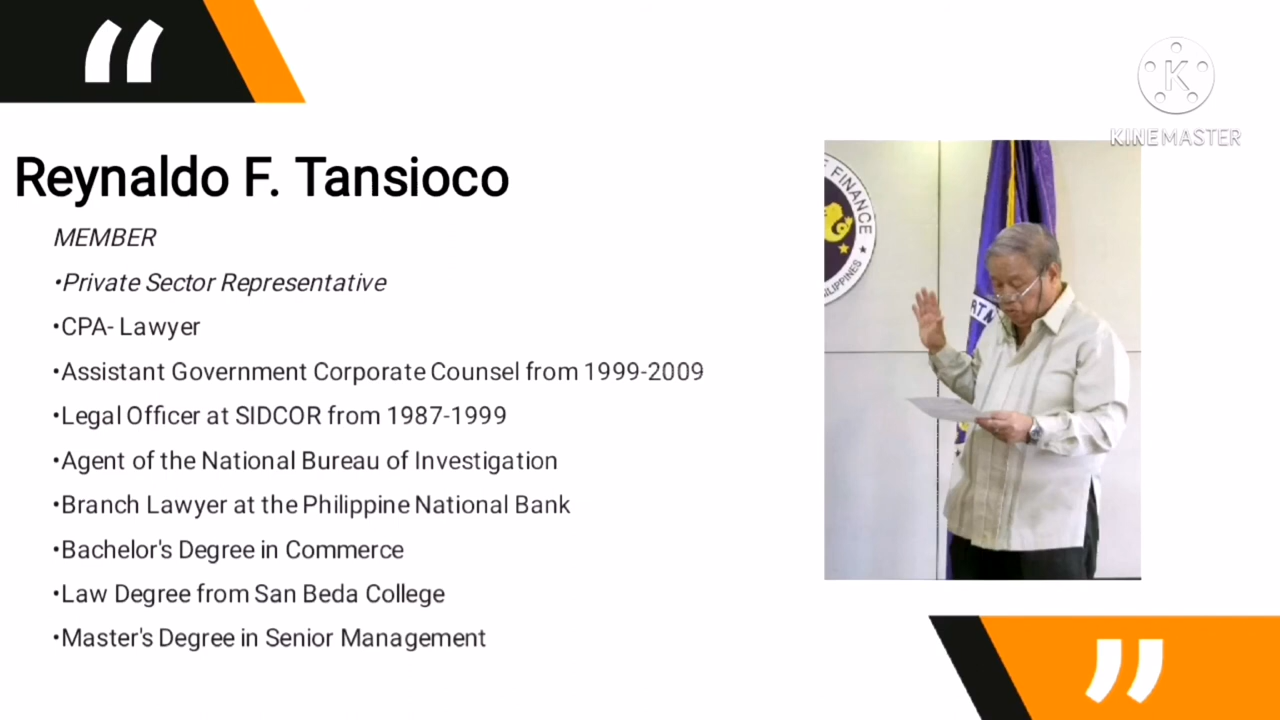 Reynaldo F. Tansioco
MEMBER
•Private Sector Representative
•CPA- Lawyer
•Assistant Government Corporate Counsel from 1999-2009
•Legal Officer at SIDCOR from 1987-1999
•Agent of the National Bureau of Investigation
•Branch Lawyer at the Philippine National Bank
•Bachelor's Degree in Commerce
•Law Degree from San Beda College
•Master's Degree in Senior Management
K
KINEMASTER
FINANCE